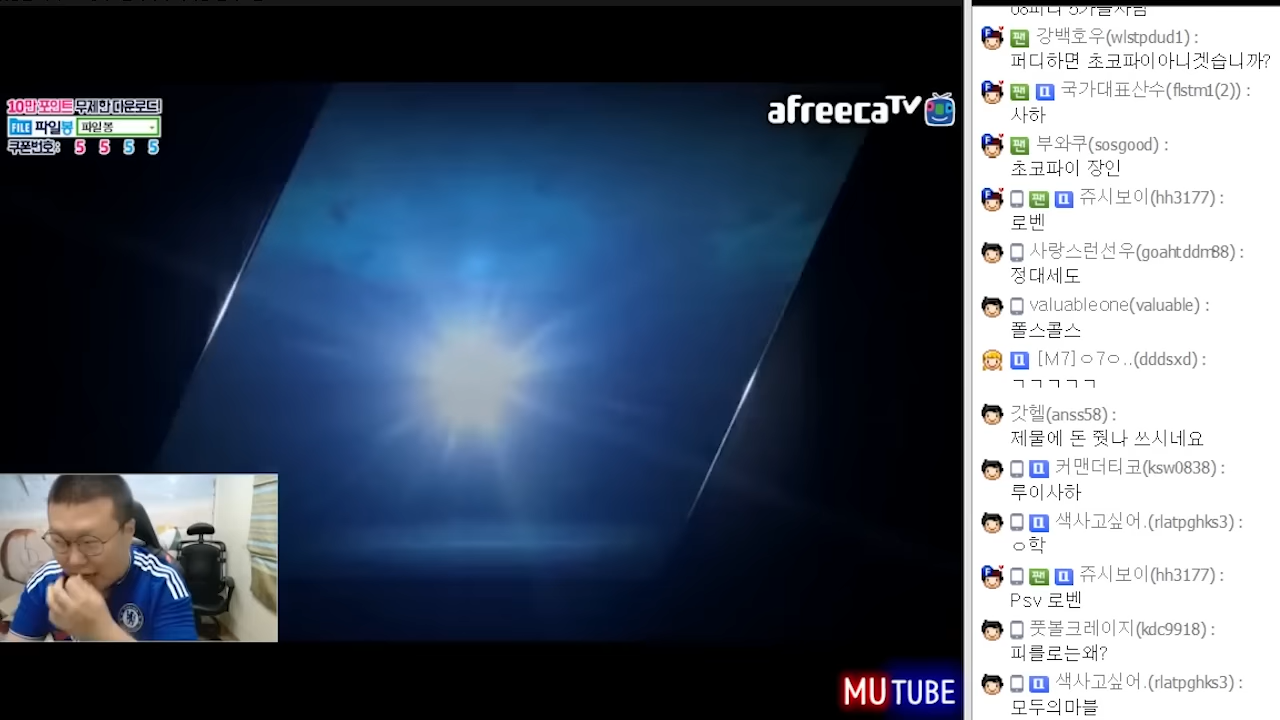 10만 포인트 무제한 다운로드!
FILE 파일봉 파일봉
쿠폰번호: 5 5 5 5
afreecaTV
MUTUBE
강백호우(wlstpdud1) :
퍼디하면 초코파이아니겟습니까?
국가대표산수(flstm1(2)) :
사하
부와쿠(sosgood) :
초코파이 장인
쥬시보이(hh3177) :
로벤
사랑스런선우(goahtddm88) :
정대세도
valuableone(valuable) :
폴스콜스
[M7]ㅇ7ㅇ..(dddsxd) :
ㄱㄱㄱㄱㄱ
갓헬(anss58) :
제물에 돈 줫나 쓰시네요
커맨더티코(ksw0838) :
루이사하
색사고싶어.(rlatpghks3) :
ㅇ학
쥬시보이(hh3177) :
Psv 로벤
풋볼크레이지(kdc9918) :
피를로는왜?
색사고싶어.(rlatpghks3) :
모두의마블